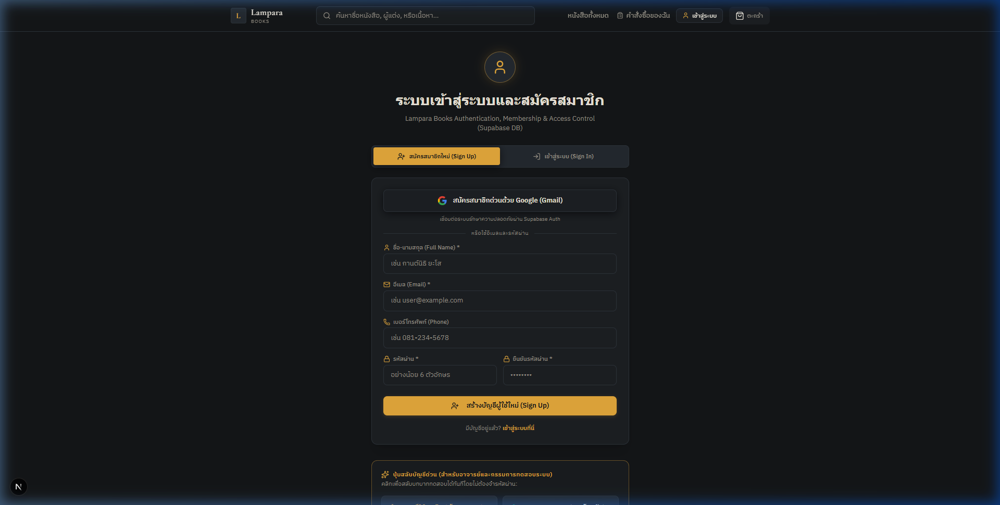 L
Lampara
BOOKS
ค้นหาชื่อหนังสือ, ผู้แต่ง, หรือเนื้อหา...
หนังสือทั้งหมด
คำสั่งซื้อของฉัน
เข้าสู่ระบบ
ตะกร้า
ระบบเข้าสู่ระบบและสมัครสมาชิก
Lampara Books Authentication, Membership & Access Control
(Supabase DB)
สมัครสมาชิกใหม่ (Sign Up)
เข้าสู่ระบบ (Sign In)
สมัครสมาชิกด่วนด้วย Google (Gmail)
เชื่อมต่อระบบรักษาความปลอดภัยผ่าน Supabase Auth
หรือใช้อีเมลและรหัสผ่าน
ชื่อ-นามสกุล (Full Name) *
เช่น กานต์นิธิ ยะโส
อีเมล (Email) *
เช่น user@example.com
เบอร์โทรศัพท์ (Phone)
เช่น 081-234-5678
รหัสผ่าน *
ยืนยันรหัสผ่าน *
อย่างน้อย 6 ตัวอักษร
••••••••
สร้างบัญชีผู้ใช้ใหม่ (Sign Up)
มีบัญชีอยู่แล้ว? เข้าสู่ระบบที่นี่
ปุ่มสลับบัญชีด่วน (สำหรับอาจารย์และกรรมการทดสอบระบบ)
คลิกเพื่อสลับบทบาททดสอบได้ทันทีโดยไม่ต้องจำรหัสผ่าน:
N